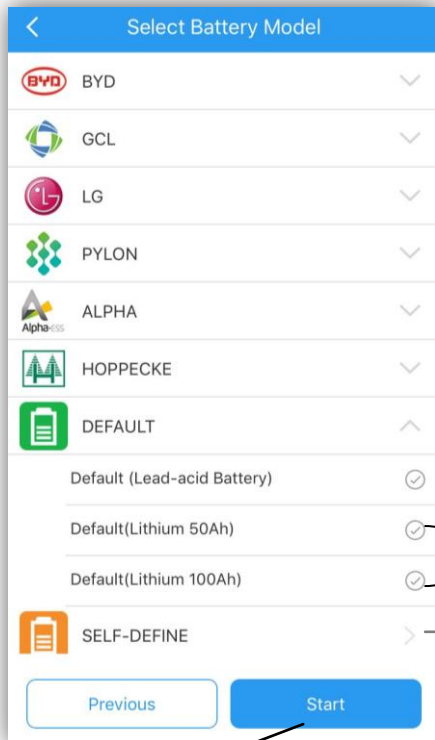 Select Battery Model
BYD BYD
GCL
LG LG
PYLON
Alpha-ess ALPHA
HOPPECKE
DEFAULT
Default (Lead-acid Battery)
Default(Lithium 50Ah)
Default(Lithium 100Ah)
SELF-DEFINE
Previous Start